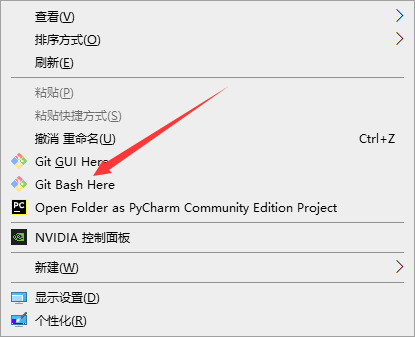 查看(V)
排序方式(O)
刷新(E)
粘贴(P)
粘贴快捷方式(S)
撤消 重命名(U) Ctrl+Z
Git GUI Here
Git Bash Here
Open Folder as PyCharm Community Edition Project
NVIDIA 控制面板
新建(W)
显示设置(D)
个性化(R)